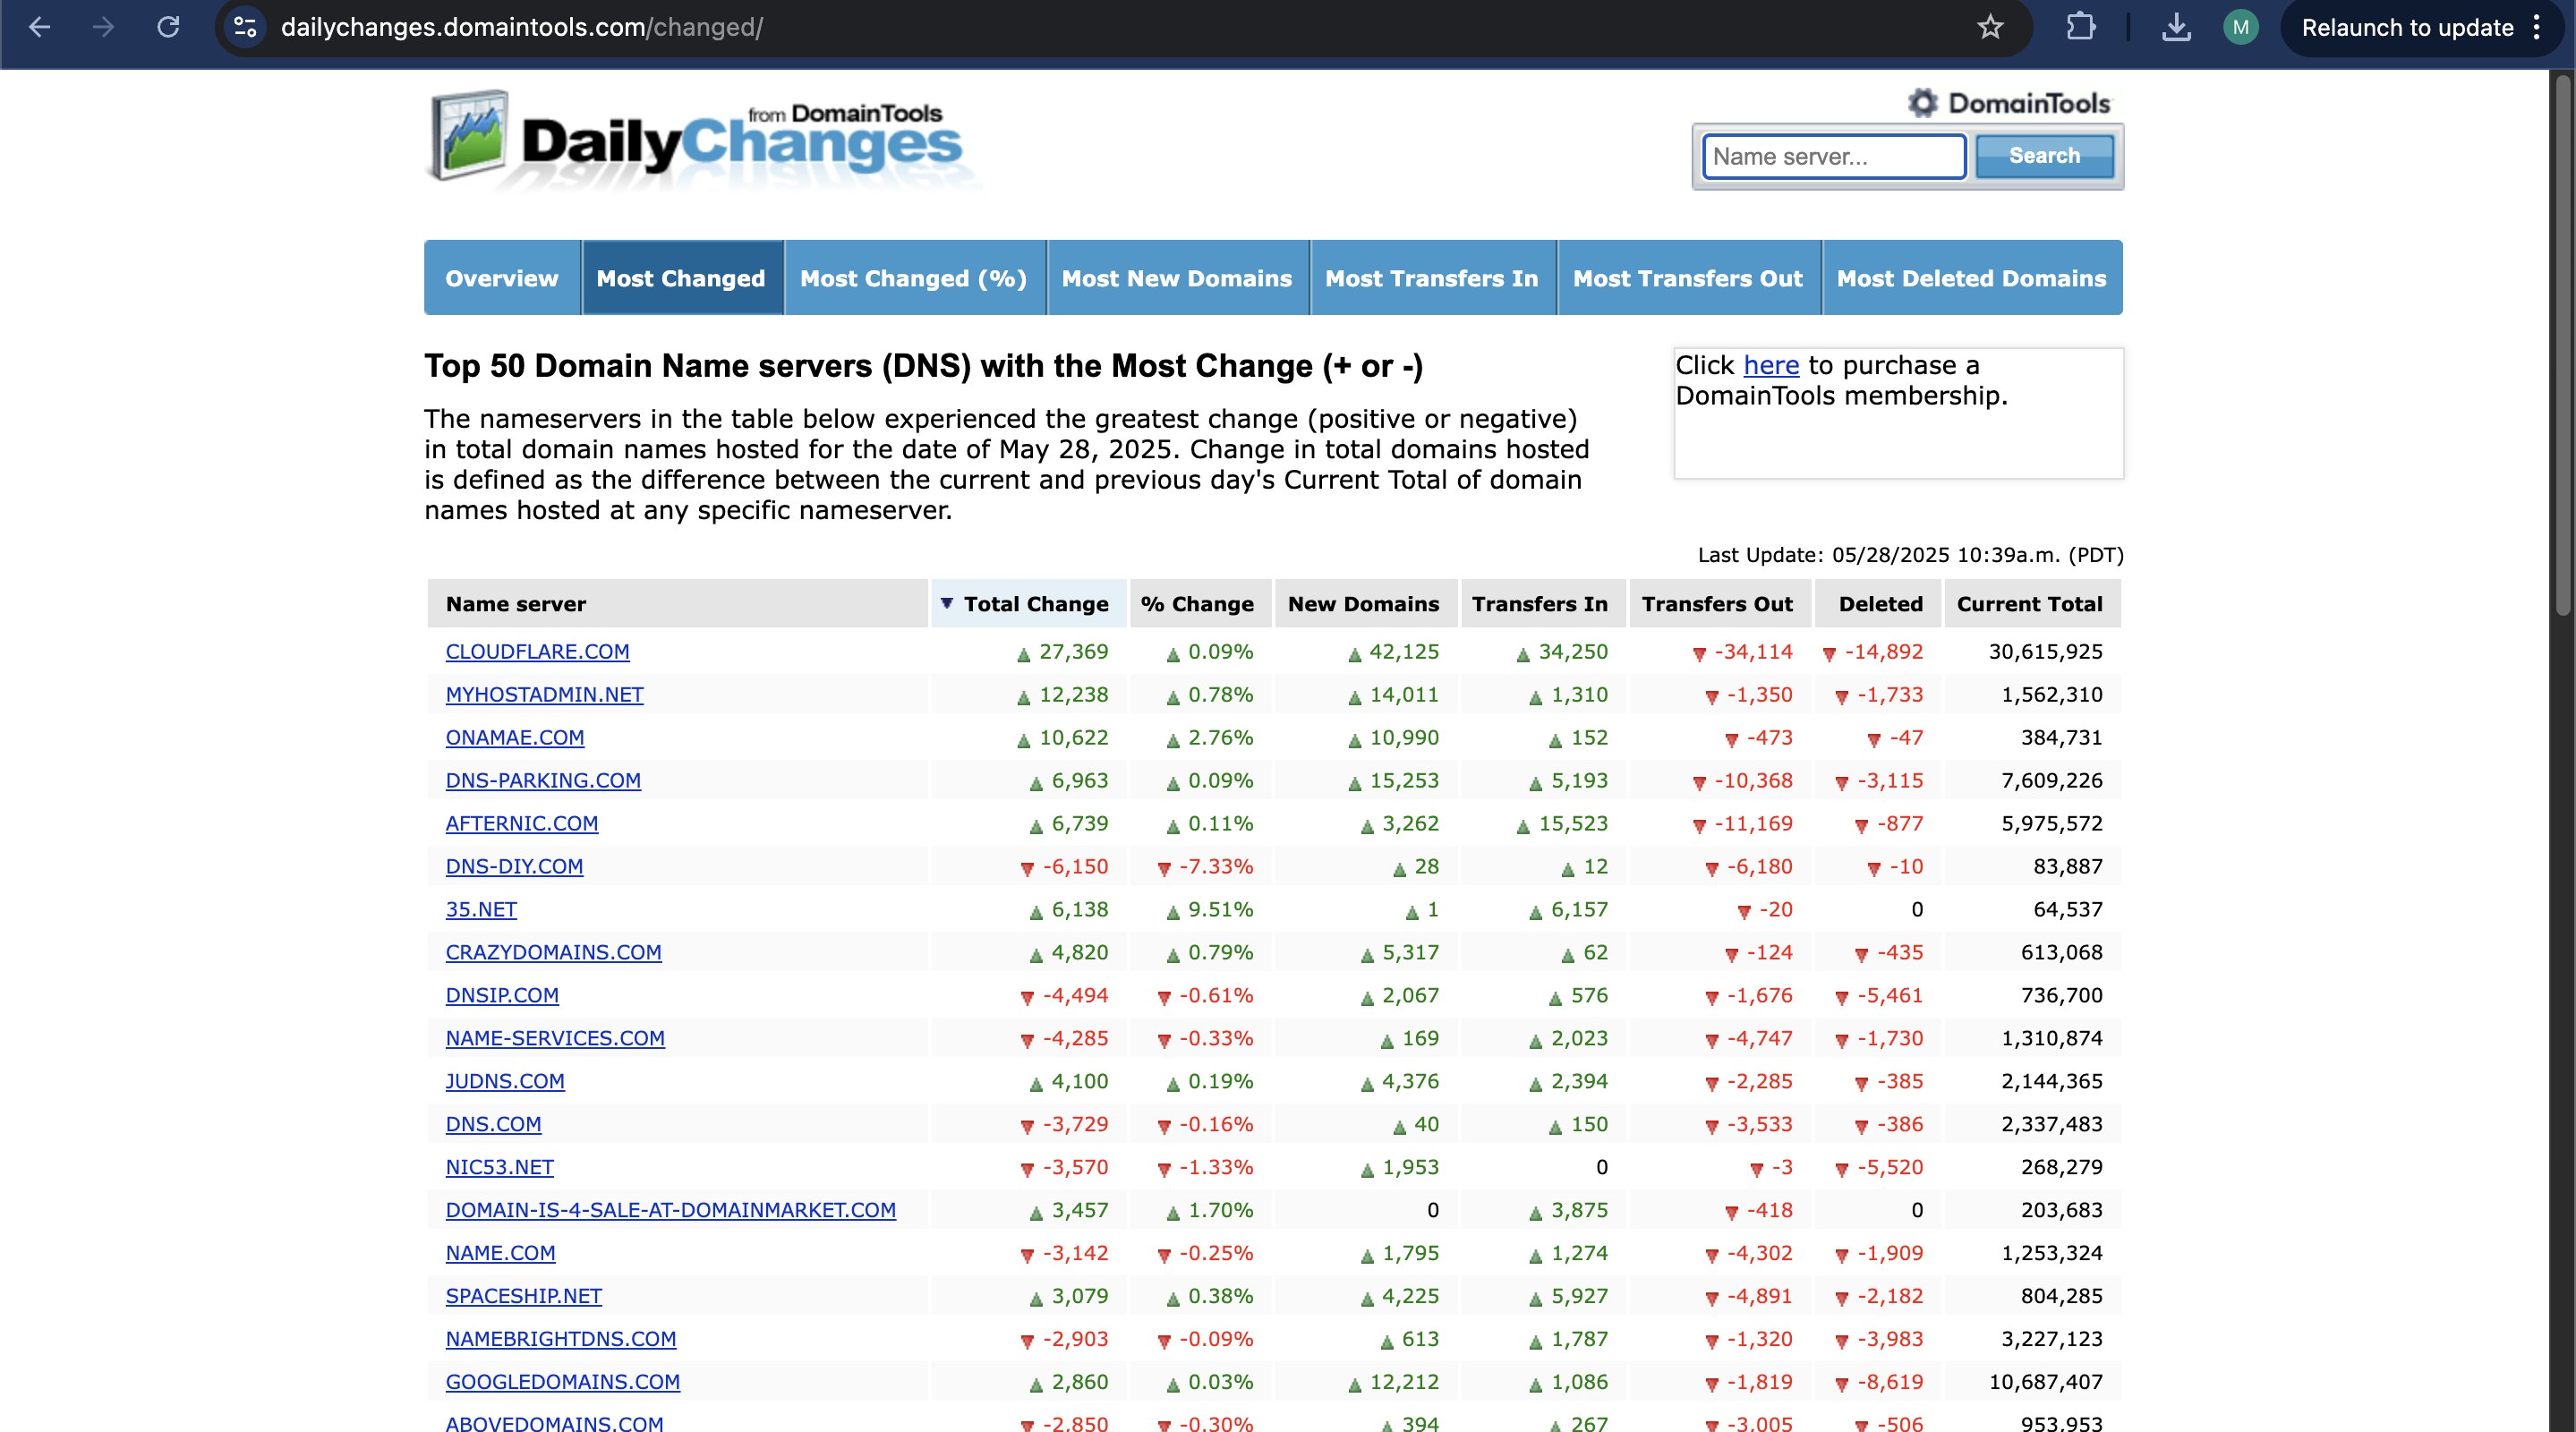 dailychanges.domaintools.com/changed/
M
Relaunch to update
from DomainTools
DailyChanges
DomainTools
Name server...
Search
Overview
Most Changed
Most Changed (%)
Most New Domains
Most Transfers In
Most Transfers Out
Most Deleted Domains
Top 50 Domain Name servers (DNS) with the Most Change (+ or -)
The nameservers in the table below experienced the greatest change (positive or negative)
in total domain names hosted for the date of May 28, 2025. Change in total domains hosted
is defined as the difference between the current and previous day's Current Total of domain
names hosted at any specific nameserver.
Click here to purchase a
DomainTools membership.
Last Update: 05/28/2025 10:39a.m. (PDT)
Name server ▼ Total Change % Change New Domains Transfers In Transfers Out Deleted Current Total
CLOUDFLARE.COM ▲ 27,369 ▲ 0.09% ▲ 42,125 ▲ 34,250 ▼ -34,114 ▼ -14,892 30,615,925
MYHOSTADMIN.NET ▲ 12,238 ▲ 0.78% ▲ 14,011 ▲ 1,310 ▼ -1,350 ▼ -1,733 1,562,310
ONAMAE.COM ▲ 10,622 ▲ 2.76% ▲ 10,990 ▲ 152 ▼ -473 ▼ -47 384,731
DNS-PARKING.COM ▲ 6,963 ▲ 0.09% ▲ 15,253 ▲ 5,193 ▼ -10,368 ▼ -3,115 7,609,226
AFTERNIC.COM ▲ 6,739 ▲ 0.11% ▲ 3,262 ▲ 15,523 ▼ -11,169 ▼ -877 5,975,572
DNS-DIY.COM ▼ -6,150 ▼ -7.33% ▲ 28 ▲ 12 ▼ -6,180 ▼ -10 83,887
35.NET ▲ 6,138 ▲ 9.51% ▲ 1 ▲ 6,157 ▼ -20 0 64,537
CRAZYDOMAINS.COM ▲ 4,820 ▲ 0.79% ▲ 5,317 ▲ 62 ▼ -124 ▼ -435 613,068
DNSIP.COM ▼ -4,494 ▼ -0.61% ▲ 2,067 ▲ 576 ▼ -1,676 ▼ -5,461 736,700
NAME-SERVICES.COM ▼ -4,285 ▼ -0.33% ▲ 169 ▲ 2,023 ▼ -4,747 ▼ -1,730 1,310,874
JUDNS.COM ▲ 4,100 ▲ 0.19% ▲ 4,376 ▲ 2,394 ▼ -2,285 ▼ -385 2,144,365
DNS.COM ▼ -3,729 ▼ -0.16% ▲ 40 ▲ 150 ▼ -3,533 ▼ -386 2,337,483
NIC53.NET ▼ -3,570 ▼ -1.33% ▲ 1,953 0 ▼ -3 ▼ -5,520 268,279
DOMAIN-IS-4-SALE-AT-DOMAINMARKET.COM ▲ 3,457 ▲ 1.70% 0 ▲ 3,875 ▼ -418 0 203,683
NAME.COM ▼ -3,142 ▼ -0.25% ▲ 1,795 ▲ 1,274 ▼ -4,302 ▼ -1,909 1,253,324
SPACESHIP.NET ▲ 3,079 ▲ 0.38% ▲ 4,225 ▲ 5,927 ▼ -4,891 ▼ -2,182 804,285
NAMEBRIGHTDNS.COM ▼ -2,903 ▼ -0.09% ▲ 613 ▲ 1,787 ▼ -1,320 ▼ -3,983 3,227,123
GOOGLEDOMAINS.COM ▲ 2,860 ▲ 0.03% ▲ 12,212 ▲ 1,086 ▼ -1,819 ▼ -8,619 10,687,407
ABOVEDOMAINS.COM ▼ -2,850 ▼ -0.30% ▲ 394 ▲ 267 ▼ -3,005 ▼ -506 953,953